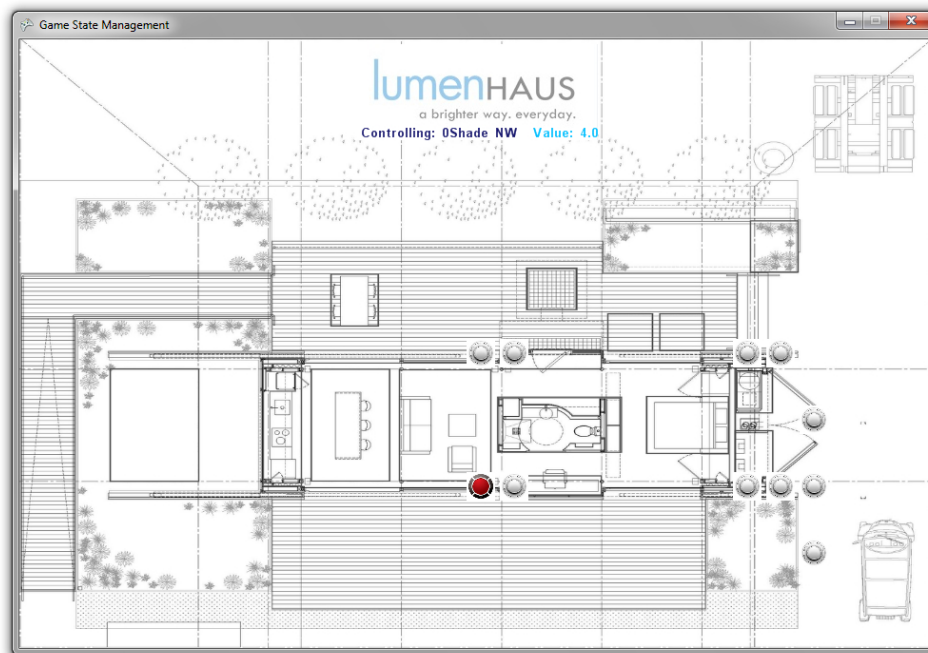 Game State Management
lumenHAUS
a brighter way. everyday.
Controlling: 0Shade NW Value: 4.0